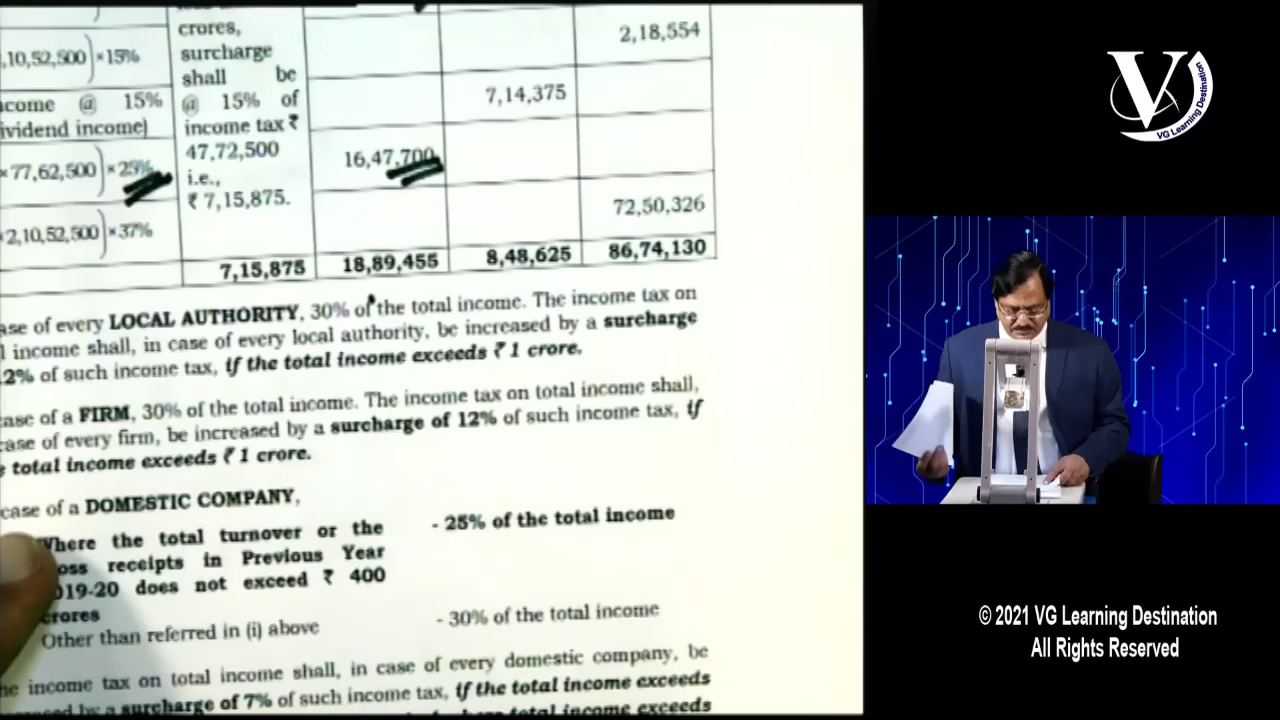 crores,
2,18,554
,10,52,500) × 15%
surcharge
shall be
7,14,375
ncome @ 15%
@ 15% of
ividend income)
income tax ₹
× 77,62,500) × 25%
47,72,500
16,47,700
i.e.,
₹ 7,15,875.
72,50,326
× 2,10,52,500) × 37%
7,15,875 18,89,455 8,48,625 86,74,130
ase of every LOCAL AUTHORITY, 30% of the total income. The income tax on
l income shall, in case of every local authority, be increased by a surcharge
2% of such income tax, if the total income exceeds ₹ 1 crore.
case of a FIRM, 30% of the total income. The income tax on total income shall,
case of every firm, be increased by a surcharge of 12% of such income tax, if
e total income exceeds ₹ 1 crore.
case of a DOMESTIC COMPANY,
Where the total turnover or the - 25% of the total income
oss receipts in Previous Year
019-20 does not exceed ₹ 400
crores
Other than referred in (i) above - 30% of the total income
he income tax on total income shall, in case of every domestic company, be
by a surcharge of 7% of such income tax, if the total income exceeds
total income exceeds
V
VG Learning Destination
© 2021 VG Learning Destination
All Rights Reserved